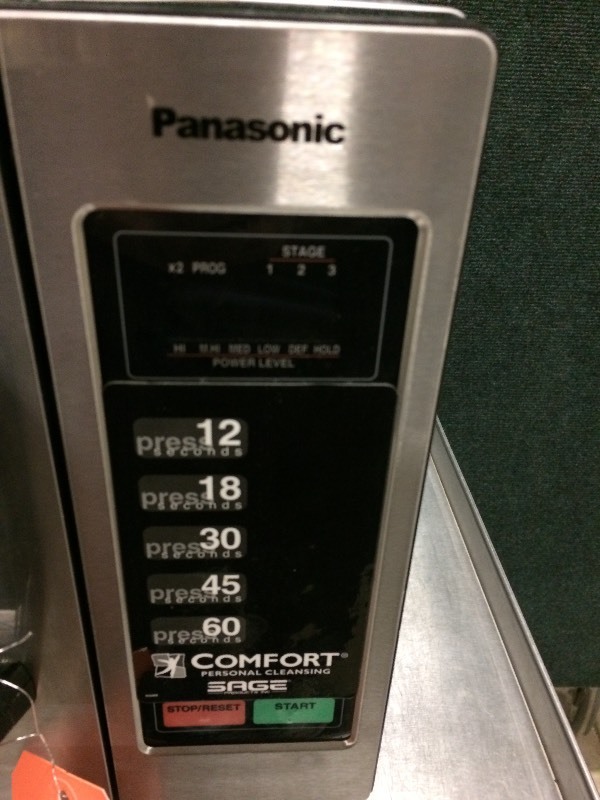 Panasonic
STAGE
x2 PROG 1 2 3
HI M.HI MED LOW DEF HOLD
POWER LEVEL
press 12
seconds
press 18
seconds
press 30
seconds
press 45
seconds
press 60
seconds
COMFORT®
PERSONAL CLEANSING
SAGE
STOP/RESET START